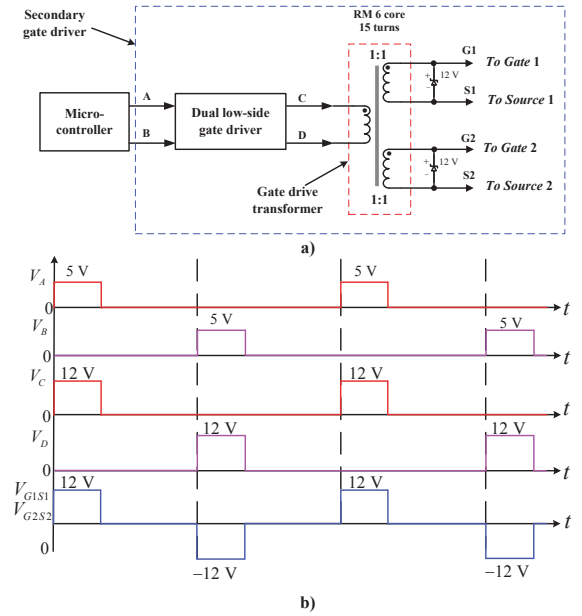 Secondary
gate driver
RM 6 core
15 turns
1:1
G1
To Gate 1
+
12 V
−
S1
To Source 1
A
C
Micro-
controller
Dual low-side
gate driver
B
D
G2
To Gate 2
+
12 V
−
S2
To Source 2
Gate drive
transformer
1:1
a)
V_A
5 V
5 V
0
t
V_B
5 V
5 V
0
t
V_C
12 V
12 V
0
t
V_D
12 V
12 V
0
t
V_G1S1
12 V
12 V
V_G2S2
t
0
−12 V
−12 V
b)